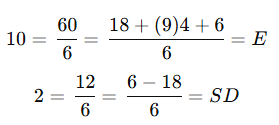 10 = 60/6 = 18 + (9)4 + 6/6 = E
2 = 12/6 = 6 − 18/6 = SD